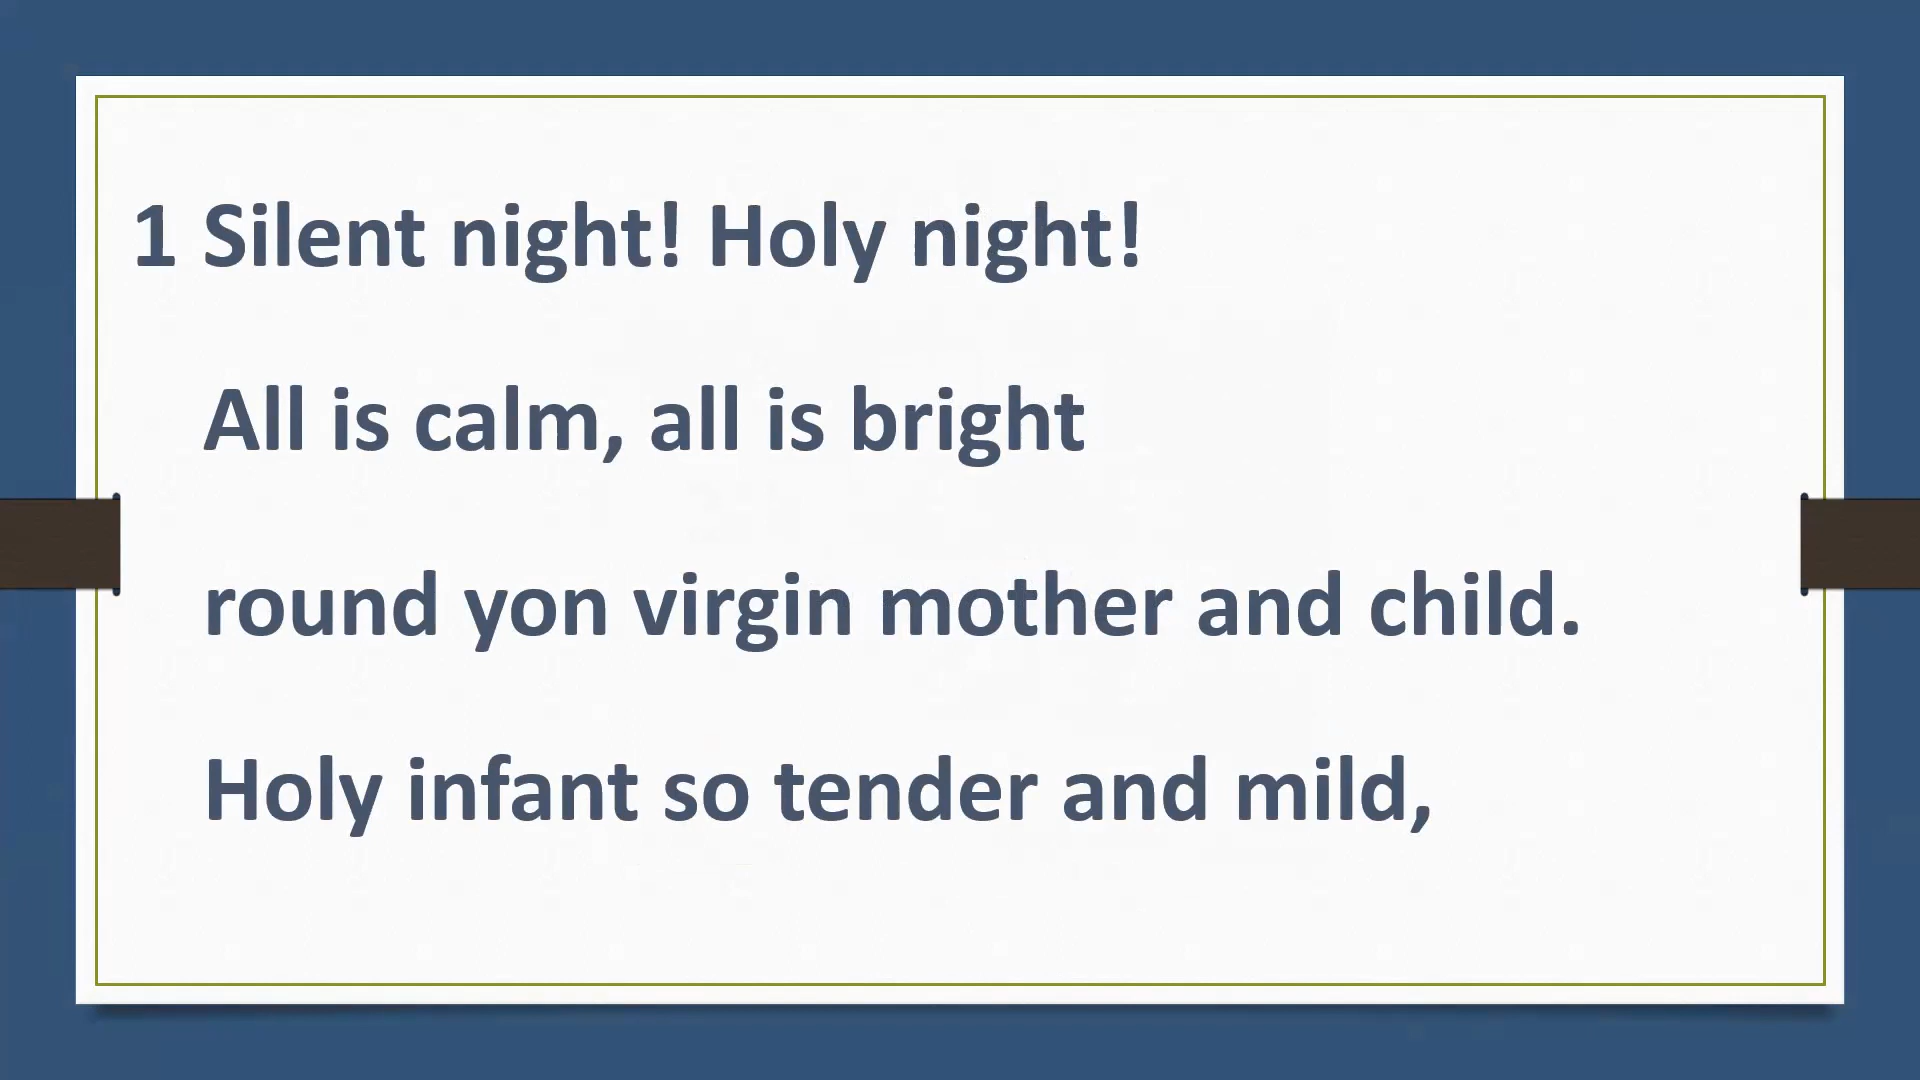 1 Silent night! Holy night!
All is calm, all is bright
round yon virgin mother and child.
Holy infant so tender and mild,